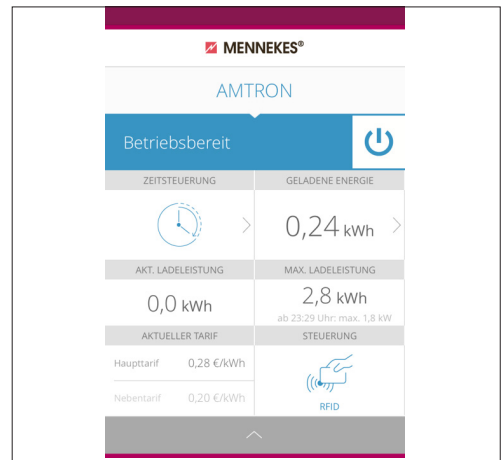 MENNEKES®
AMTRON
Betriebsbereit
ZEITSTEUERUNG
GELADENE ENERGIE
0,24 kWh
AKT. LADELEISTUNG
MAX. LADELEISTUNG
0,0 kWh
2,8 kWh
ab 23:29 Uhr: max. 1,8 kW
AKTUELLER TARIF
STEUERUNG
Haupttarif 0,28 €/kWh
Nebentarif 0,20 €/kWh
RFID